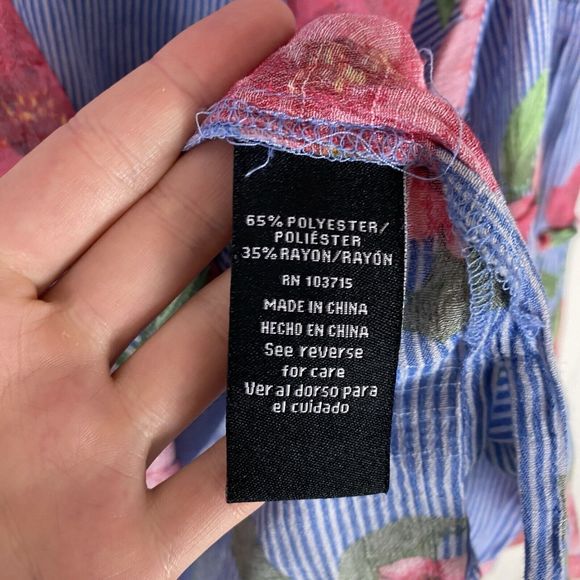 65% POLYESTER/
POLIÉSTER
35% RAYON/RAYÓN
RN 103715
MADE IN CHINA
HECHO EN CHINA
See reverse
for care
Ver al dorso para
el cuidado